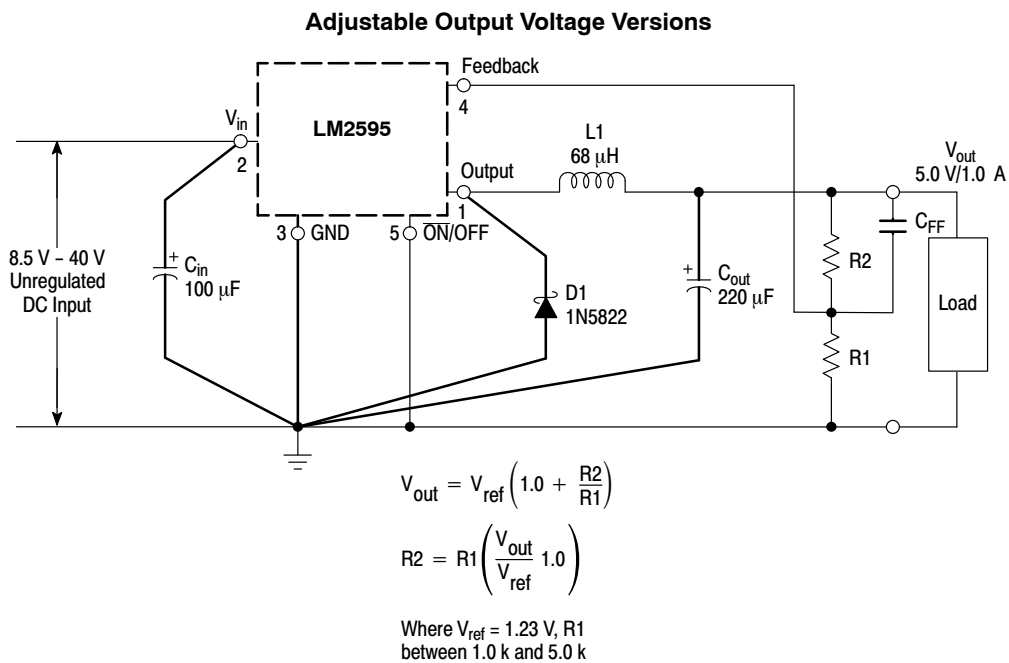 Adjustable Output Voltage Versions
Feedback
4
LM2595
Vin
2
L1
68 μH
Output
1
Vout
5.0 V/1.0 A
3
GND
5
ON/OFF
CFF
8.5 V – 40 V
Unregulated
DC Input
+
Cin
100 μF
D1
1N5822
+
Cout
220 μF
R2
Load
R1
Vout = Vref (1.0 + R2/R1)
R2 = R1 (Vout/Vref 1.0)
Where Vref = 1.23 V, R1
between 1.0 k and 5.0 k